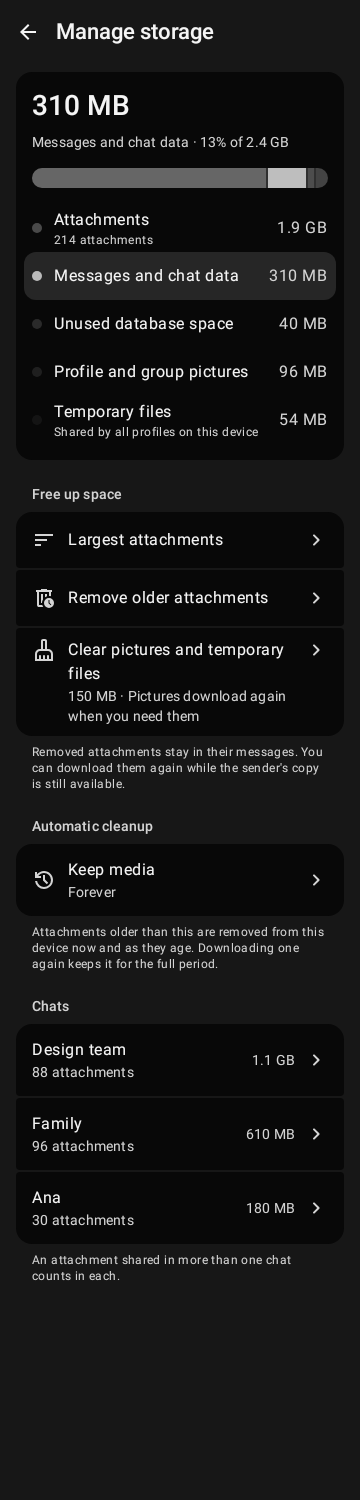 Manage storage
310 MB
Messages and chat data · 13% of 2.4 GB
Attachments
214 attachments
1.9 GB
Messages and chat data
310 MB
Unused database space
40 MB
Profile and group pictures
96 MB
Temporary files
Shared by all profiles on this device
54 MB
Free up space
Largest attachments
Remove older attachments
Clear pictures and temporary
files
150 MB · Pictures download again
when you need them
Removed attachments stay in their messages. You
can download them again while the sender's copy
is still available.
Automatic cleanup
Keep media
Forever
Attachments older than this are removed from this
device now and as they age. Downloading one
again keeps it for the full period.
Chats
Design team
88 attachments
1.1 GB
Family
96 attachments
610 MB
Ana
30 attachments
180 MB
An attachment shared in more than one chat
counts in each.